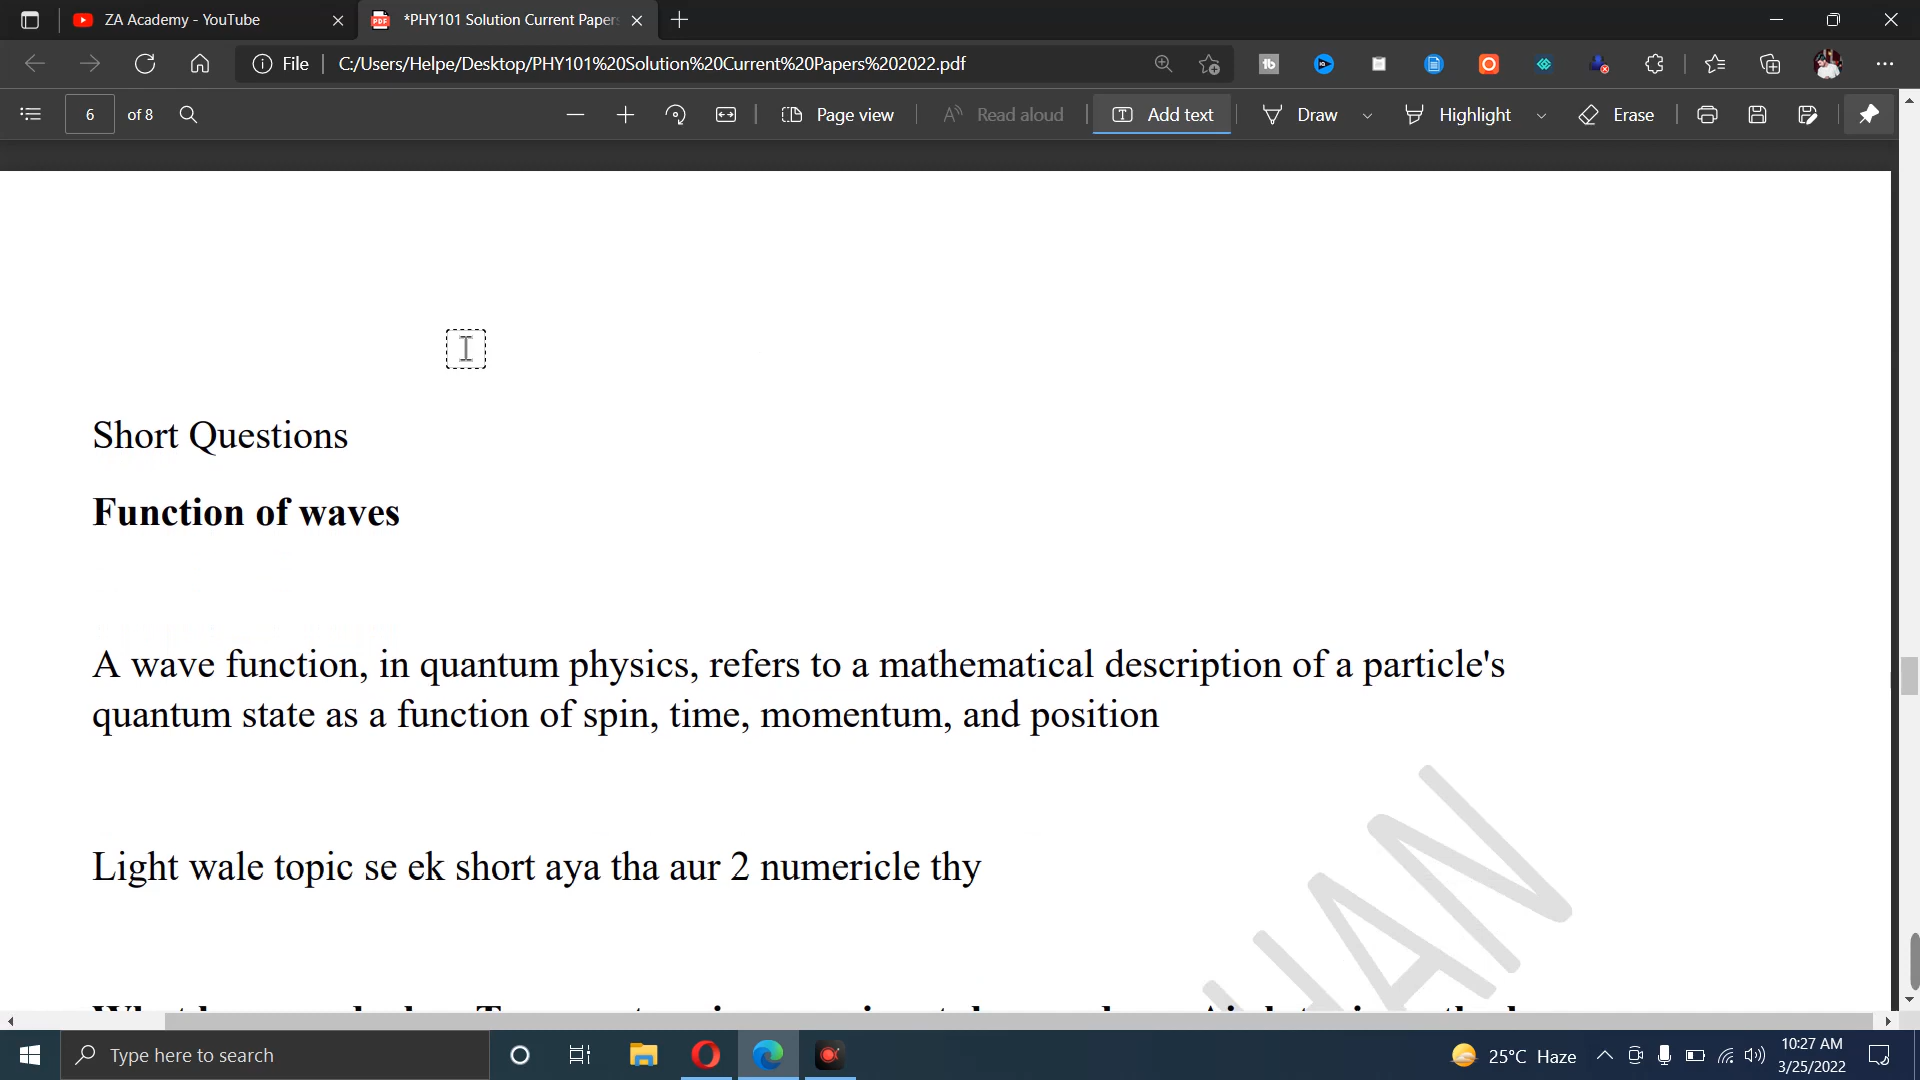 ZA Academy - YouTube
*PHY101 Solution Current Papers
File
C:/Users/Helpe/Desktop/PHY101%20Solution%20Current%20Papers%202022.pdf
6 of 8
Page view
Read aloud
Add text
Draw
Highlight
Erase
Short Questions
Function of waves
A wave function, in quantum physics, refers to a mathematical description of a particle's
quantum state as a function of spin, time, momentum, and position
Light wale topic se ek short aya tha aur 2 numericle thy
HAN
Type here to search
25°C Haze
10:27 AM
3/25/2022